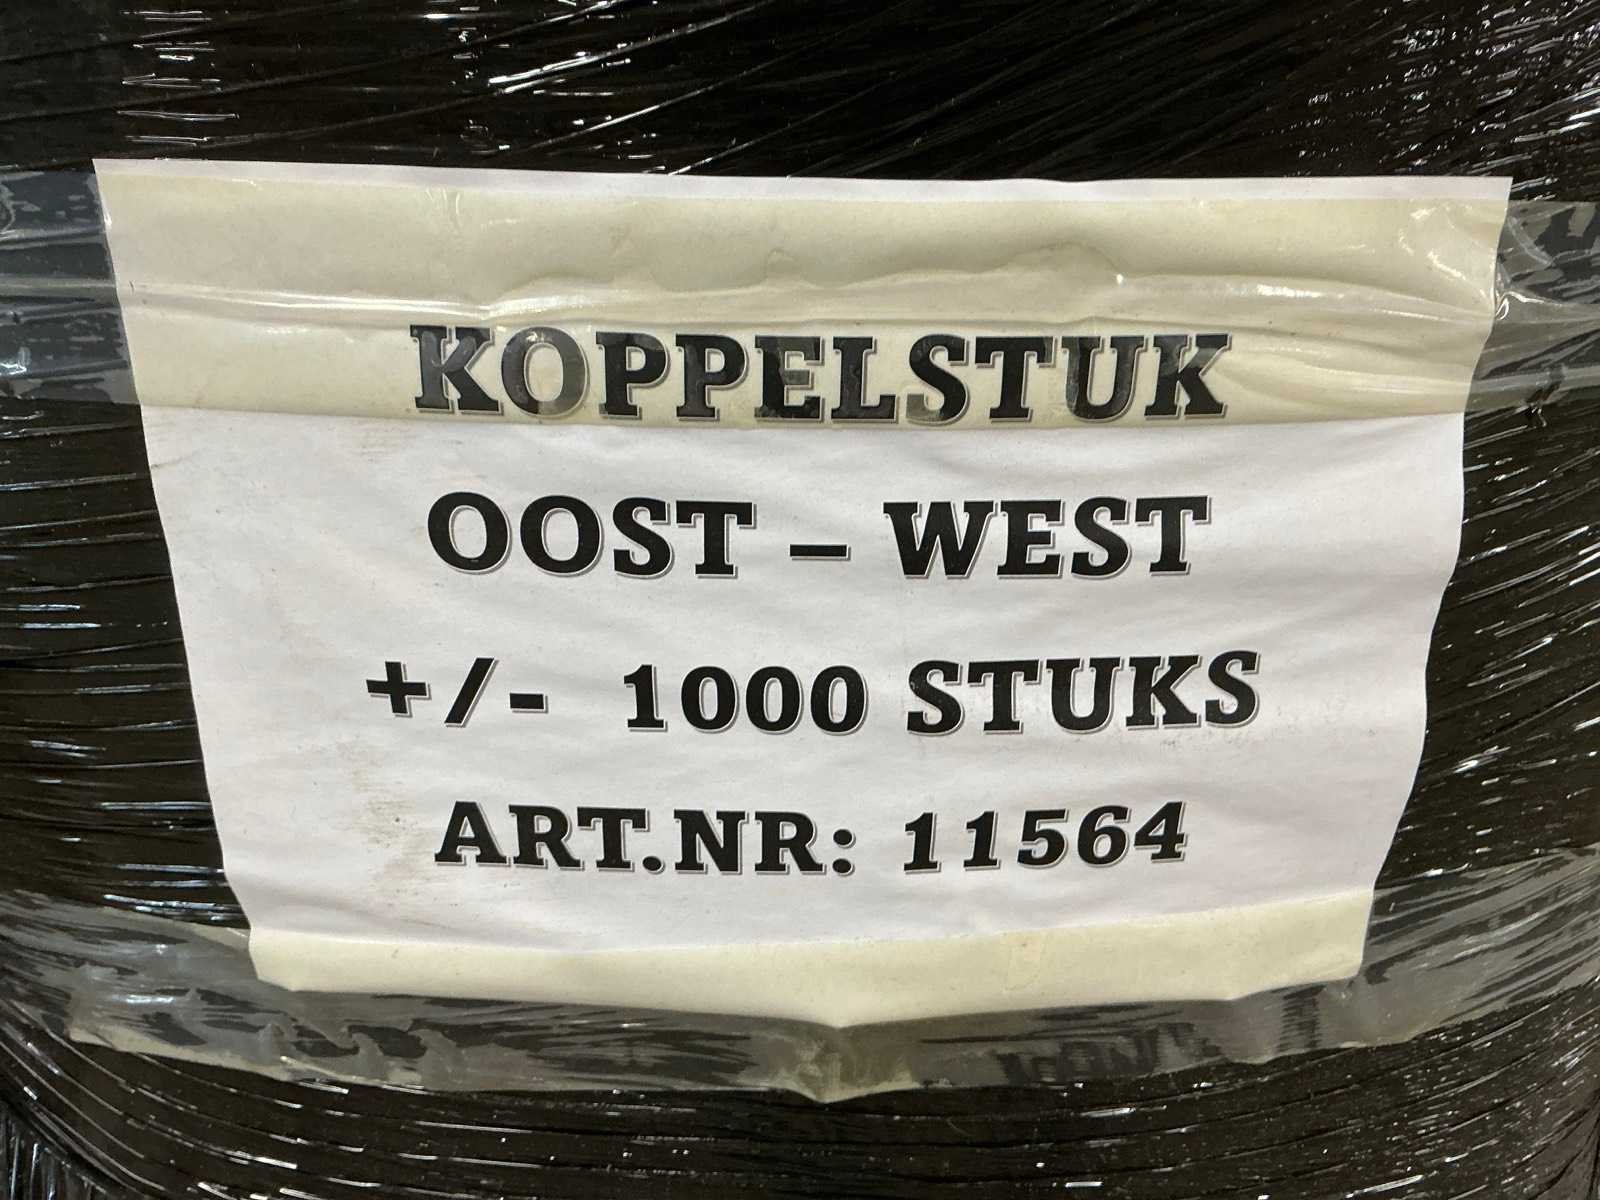 KOPPELSTUK
OOST – WEST
+/- 1000 STUKS
ART.NR: 11564